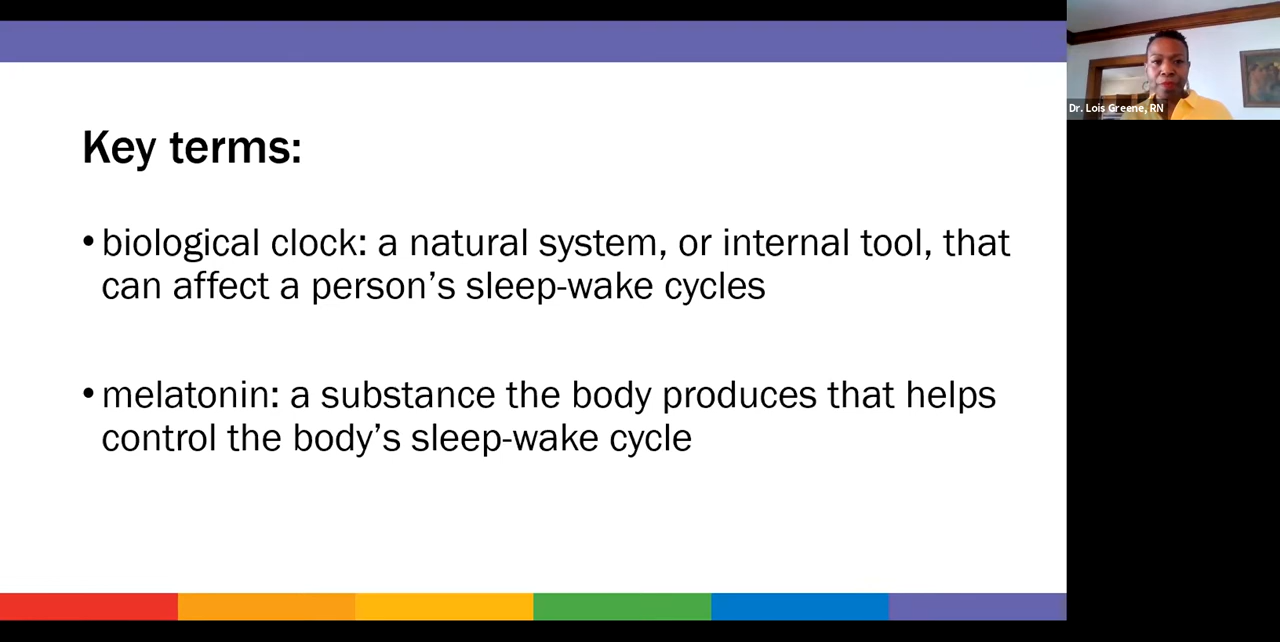 Key terms:
•biological clock: a natural system, or internal tool, that
can affect a person’s sleep-wake cycles
•melatonin: a substance the body produces that helps
control the body’s sleep-wake cycle
Dr. Lois Greene, RN